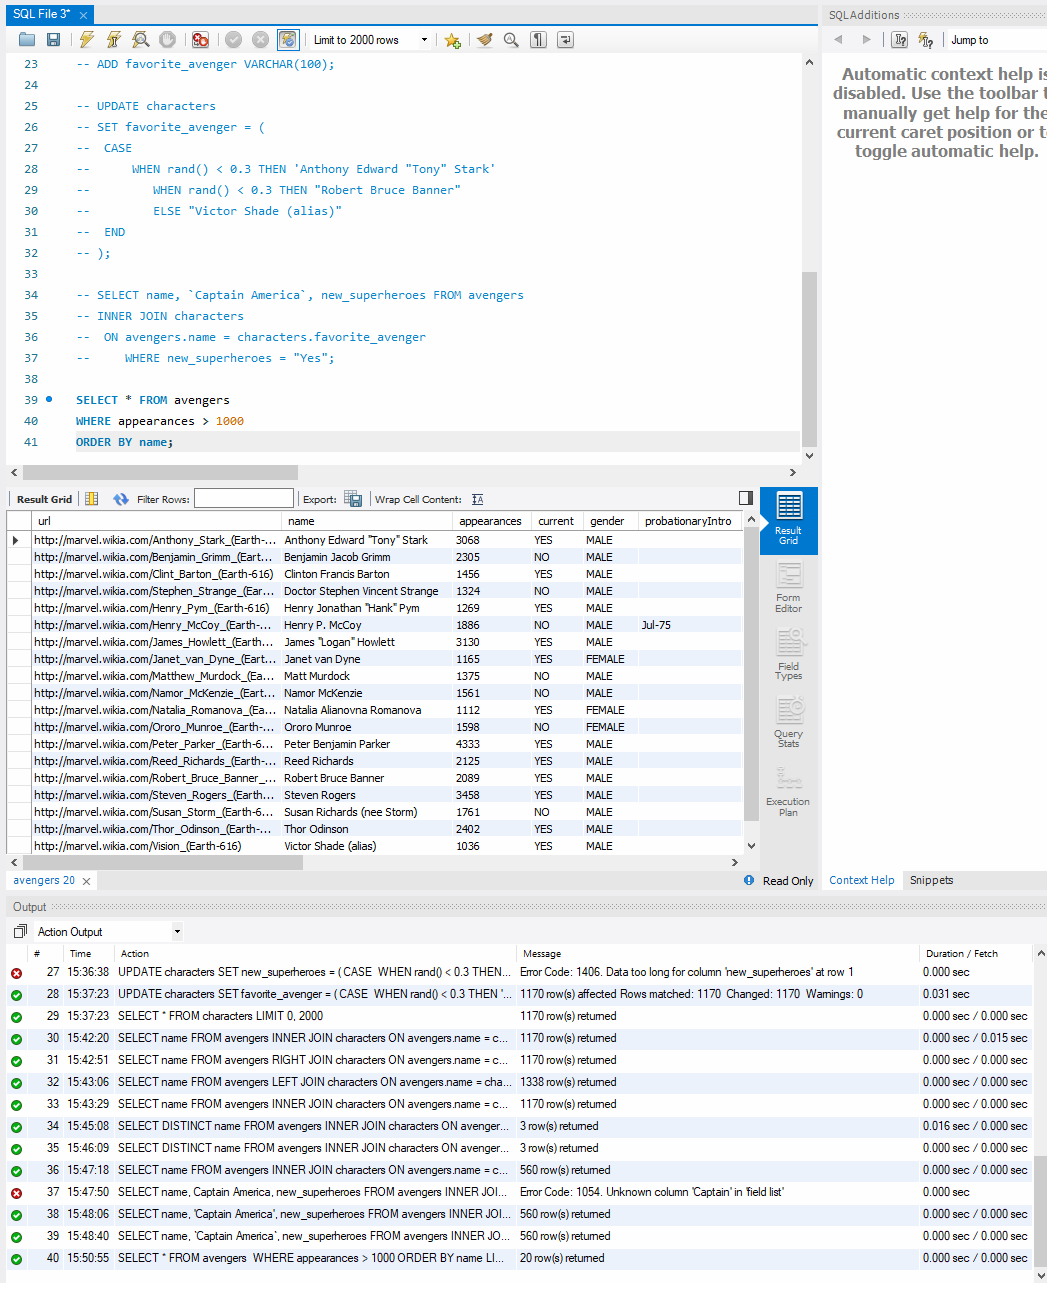 SQL File 3* ×
SQLAdditions
Limit to 2000 rows
Jump to
23 -- ADD favorite_avenger VARCHAR(100);
24
25 -- UPDATE characters
26 -- SET favorite_avenger = (
27 -- CASE
28 -- WHEN rand() < 0.3 THEN 'Anthony Edward "Tony" Stark'
29 -- WHEN rand() < 0.3 THEN "Robert Bruce Banner"
30 -- ELSE "Victor Shade (alias)"
31 -- END
32 -- );
33
34 -- SELECT name, `Captain America`, new_superheroes FROM avengers
35 -- INNER JOIN characters
36 -- ON avengers.name = characters.favorite_avenger
37 -- WHERE new_superheroes = "Yes";
38
39 SELECT * FROM avengers
40 WHERE appearances > 1000
41 ORDER BY name;
Automatic context help is
disabled. Use the toolbar t
manually get help for the
current caret position or to
toggle automatic help.
Result Grid Filter Rows: Export: Wrap Cell Content: IA
url name appearances current gender probationaryIntro
http://marvel.wikia.com/Anthony_Stark_(Earth-... Anthony Edward "Tony" Stark 3068 YES MALE
http://marvel.wikia.com/Benjamin_Grimm_(Eart... Benjamin Jacob Grimm 2305 NO MALE
http://marvel.wikia.com/Clint_Barton_(Earth-616) Clinton Francis Barton 1456 YES MALE
http://marvel.wikia.com/Stephen_Strange_(Ear... Doctor Stephen Vincent Strange 1324 NO MALE
http://marvel.wikia.com/Henry_Pym_(Earth-616) Henry Jonathan "Hank" Pym 1269 YES MALE
http://marvel.wikia.com/Henry_McCoy_(Earth-... Henry P. McCoy 1886 NO MALE Jul-75
http://marvel.wikia.com/James_Howlett_(Earth... James "Logan" Howlett 3130 YES MALE
http://marvel.wikia.com/Janet_van_Dyne_(Eart... Janet van Dyne 1165 YES FEMALE
http://marvel.wikia.com/Matthew_Murdock_(Ea... Matt Murdock 1375 NO MALE
http://marvel.wikia.com/Namor_McKenzie_(Eart... Namor McKenzie 1561 NO MALE
http://marvel.wikia.com/Natalia_Romanova_(Ea... Natalia Alianovna Romanova 1112 YES FEMALE
http://marvel.wikia.com/Ororo_Munroe_(Earth-... Ororo Munroe 1598 NO FEMALE
http://marvel.wikia.com/Peter_Parker_(Earth-6... Peter Benjamin Parker 4333 YES MALE
http://marvel.wikia.com/Reed_Richards_(Earth-... Reed Richards 2125 YES MALE
http://marvel.wikia.com/Robert_Bruce_Banner_... Robert Bruce Banner 2089 YES MALE
http://marvel.wikia.com/Steven_Rogers_(Earth-... Steven Rogers 3458 YES MALE
http://marvel.wikia.com/Susan_Storm_(Earth-6... Susan Richards (nee Storm) 1761 NO MALE
http://marvel.wikia.com/Thor_Odinson_(Earth-... Thor Odinson 2402 YES MALE
http://marvel.wikia.com/Vision_(Earth-616) Victor Shade (alias) 1036 YES MALE
Result
Grid
Form
Editor
Field
Types
Query
Stats
Execution
Plan
avengers 20 × Read Only Context Help Snippets
Output
Action Output
# Time Action Message Duration / Fetch
27 15:36:38 UPDATE characters SET new_superheroes = ( CASE WHEN rand() < 0.3 THEN... Error Code: 1406. Data too long for column 'new_superheroes' at row 1 0.000 sec
28 15:37:23 UPDATE characters SET favorite_avenger = ( CASE WHEN rand() < 0.3 THEN '... 1170 row(s) affected Rows matched: 1170 Changed: 1170 Warnings: 0 0.031 sec
29 15:37:23 SELECT * FROM characters LIMIT 0, 2000 1170 row(s) returned 0.000 sec / 0.000 sec
30 15:42:20 SELECT name FROM avengers INNER JOIN characters ON avengers.name = c... 1170 row(s) returned 0.000 sec / 0.015 sec
31 15:42:51 SELECT name FROM avengers RIGHT JOIN characters ON avengers.name = c... 1170 row(s) returned 0.000 sec / 0.000 sec
32 15:43:06 SELECT name FROM avengers LEFT JOIN characters ON avengers.name = cha... 1338 row(s) returned 0.000 sec / 0.000 sec
33 15:43:29 SELECT name FROM avengers INNER JOIN characters ON avengers.name = c... 1170 row(s) returned 0.000 sec / 0.000 sec
34 15:45:08 SELECT DISTINCT name FROM avengers INNER JOIN characters ON avenger... 3 row(s) returned 0.016 sec / 0.000 sec
35 15:46:09 SELECT DISTINCT name FROM avengers INNER JOIN characters ON avenger... 3 row(s) returned 0.000 sec / 0.000 sec
36 15:47:18 SELECT name FROM avengers INNER JOIN characters ON avengers.name = c... 560 row(s) returned 0.000 sec / 0.000 sec
37 15:47:50 SELECT name, Captain America, new_superheroes FROM avengers INNER JOI... Error Code: 1054. Unknown column 'Captain' in 'field list' 0.000 sec
38 15:48:06 SELECT name, 'Captain America', new_superheroes FROM avengers INNER JOI... 560 row(s) returned 0.000 sec / 0.000 sec
39 15:48:40 SELECT name, `Captain America`, new_superheroes FROM avengers INNER JO... 560 row(s) returned 0.000 sec / 0.000 sec
40 15:50:55 SELECT * FROM avengers WHERE appearances > 1000 ORDER BY name LI... 20 row(s) returned 0.000 sec / 0.000 sec